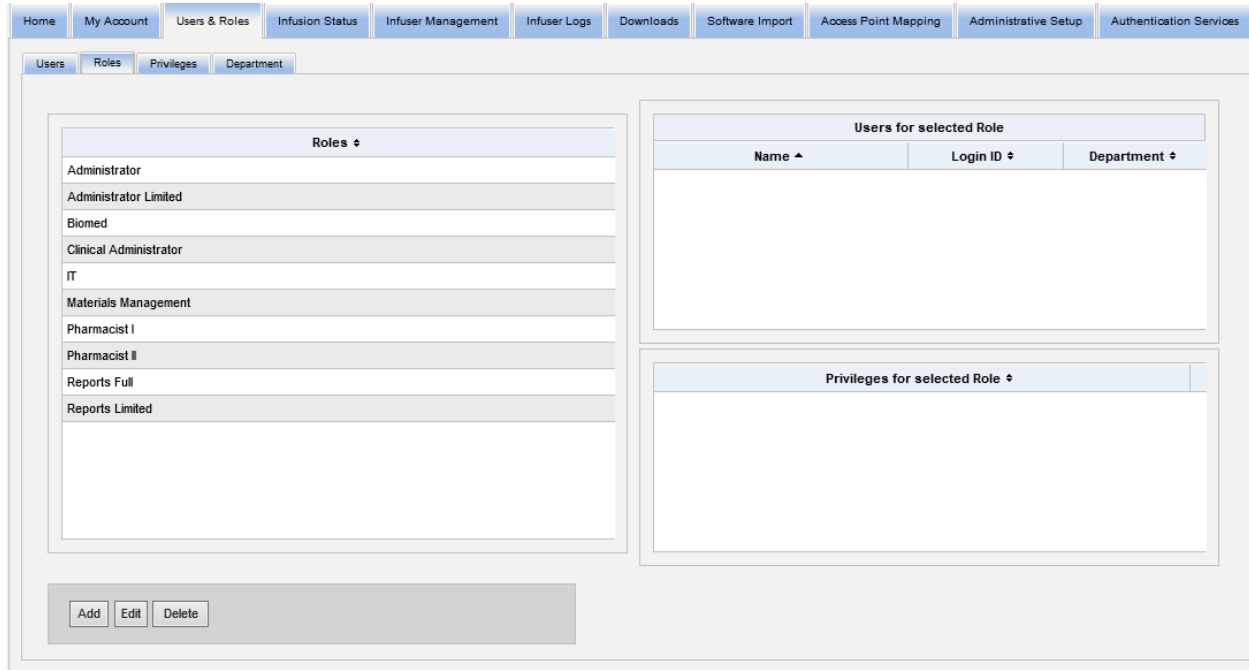 Home My Account Users & Roles Infusion Status Infuser Management Infuser Logs Downloads Software Import Access Point Mapping Administrative Setup Authentication Services
Users Roles Privileges Department
Roles
Administrator
Administrator Limited
Biomed
Clinical Administrator
IT
Materials Management
Pharmacist I
Pharmacist II
Reports Full
Reports Limited
Users for selected Role
Name Login ID Department
Privileges for selected Role
Add Edit Delete